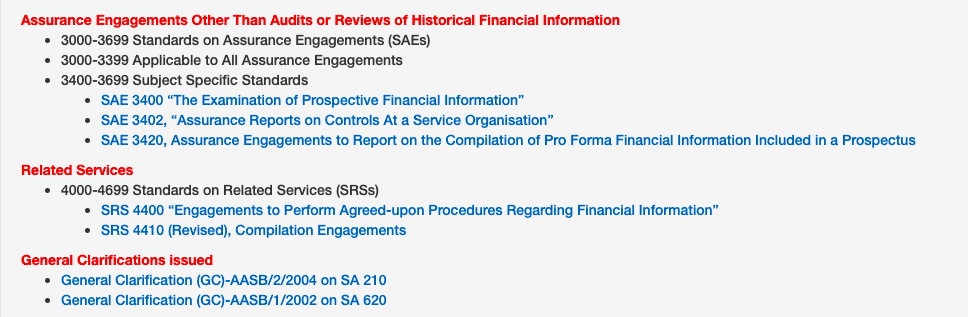 Assurance Engagements Other Than Audits or Reviews of Historical Financial Information
3000-3699 Standards on Assurance Engagements (SAEs)
3000-3399 Applicable to All Assurance Engagements
3400-3699 Subject Specific Standards
SAE 3400 “The Examination of Prospective Financial Information”
SAE 3402, “Assurance Reports on Controls At a Service Organisation”
SAE 3420, Assurance Engagements to Report on the Compilation of Pro Forma Financial Information Included in a Prospectus
Related Services
4000-4699 Standards on Related Services (SRSs)
SRS 4400 “Engagements to Perform Agreed-upon Procedures Regarding Financial Information”
SRS 4410 (Revised), Compilation Engagements
General Clarifications issued
General Clarification (GC)-AASB/2/2004 on SA 210
General Clarification (GC)-AASB/1/2002 on SA 620